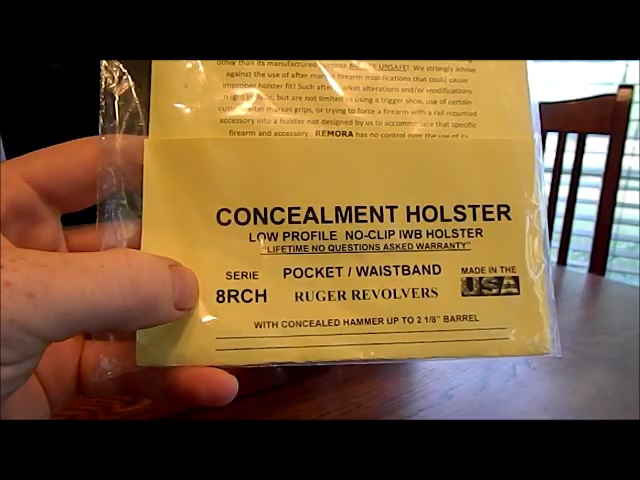 other than its manufactured purpose UNSAFE! We strongly advise
against the use of after market firearm modifications that could cause
improper holster fit! Such after market alterations and/or modifications
might include, but are not limited to using a trigger shoe, use of certain
custom after market grips, or trying to force a firearm with a rail mounted
accessory into a holster not designed by us to accommodate that specific
firearm and accessory. REMORA has no control over the use of its
CONCEALMENT HOLSTER
LOW PROFILE NO-CLIP IWB HOLSTER
"LIFETIME NO QUESTIONS ASKED WARRANTY"
SERIE POCKET / WAISTBAND MADE IN THE
8RCH RUGER REVOLVERS USA
WITH CONCEALED HAMMER UP TO 2 1/8" BARREL